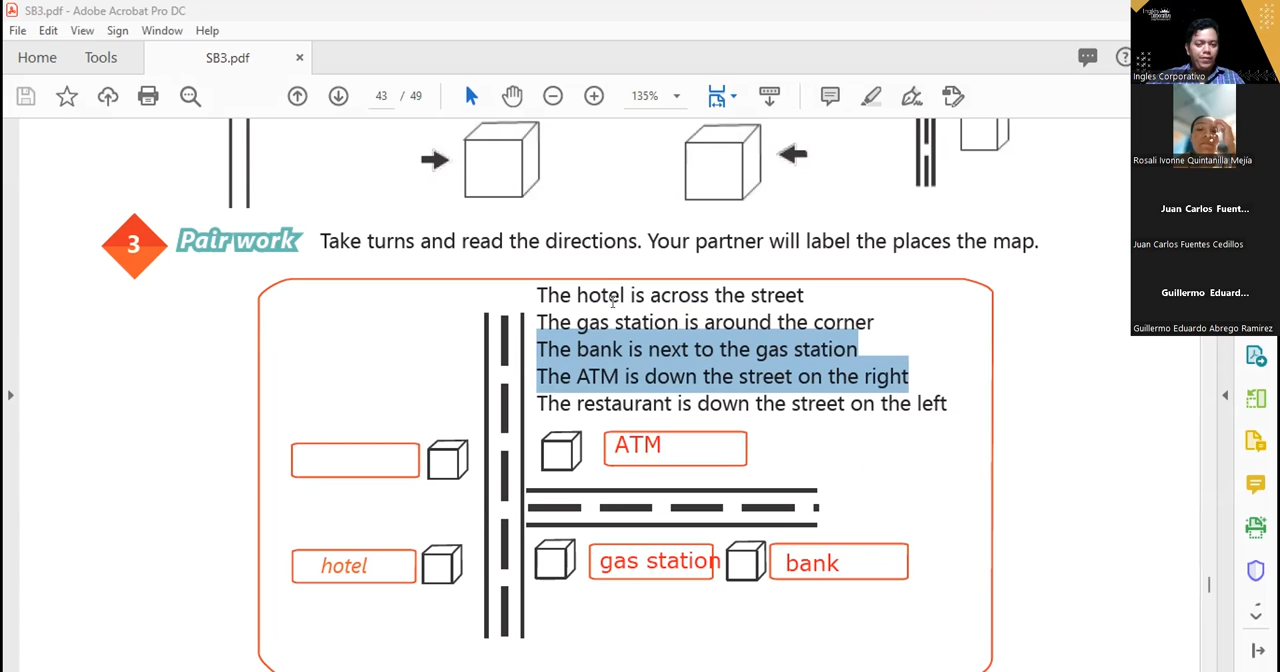 SB3.pdf - Adobe Acrobat Pro DC
File Edit View Sign Window Help
Home Tools SB3.pdf ×
43 / 49 135%
3 Pair work Take turns and read the directions. Your partner will label the places the map.
The hotel is across the street
The gas station is around the corner
The bank is next to the gas station
The ATM is down the street on the right
The restaurant is down the street on the left
ATM
hotel
gas station
bank
Inglés Corporativo
Ingles Corporativo
Rosali Ivonne Quintanilla Mejía
Juan Carlos Fuent...
Juan Carlos Fuentes Cedillos
Guillermo Eduard...
Guillermo Eduardo Abrego Ramirez